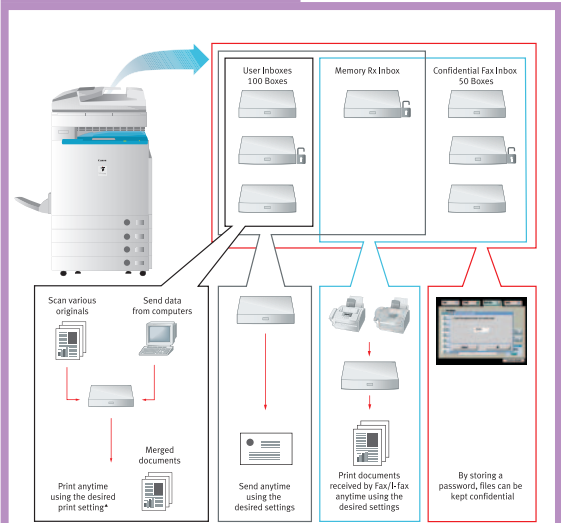 User Inboxes
100 Boxes
Memory Rx Inbox
Confidential Fax Inbox
50 Boxes
Canon
Scan various
originals
Send data
from computers
Merged
documents
Print anytime
using the desired
print setting*
Send anytime
using the
desired settings
Print documents
received by Fax/I-fax
anytime using the
desired settings
By storing a
password, files can be
kept confidential